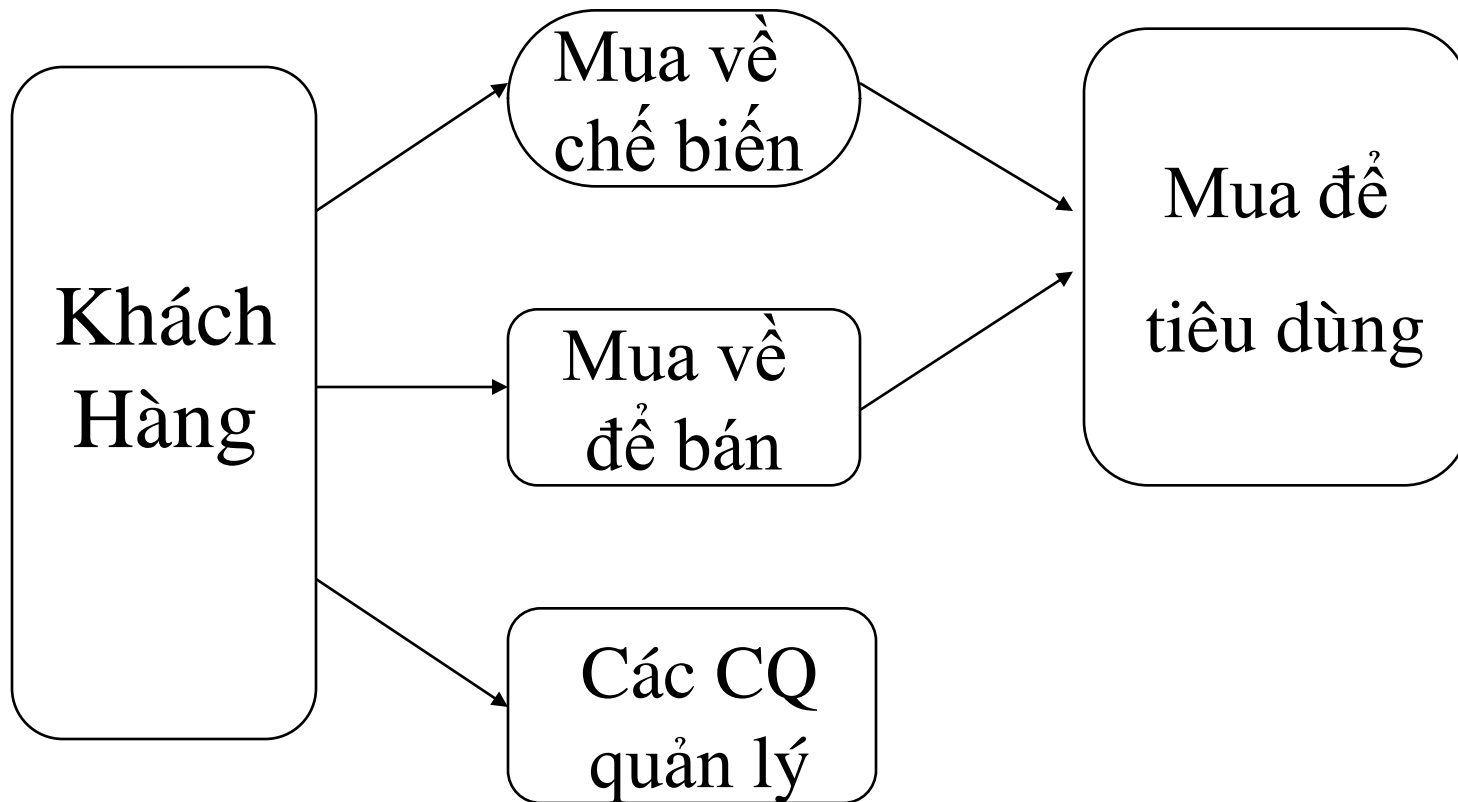 Khách
Hàng
Mua về
chế biến
Mua về
để bán
Các CQ
quản lý
Mua để
tiêu dùng